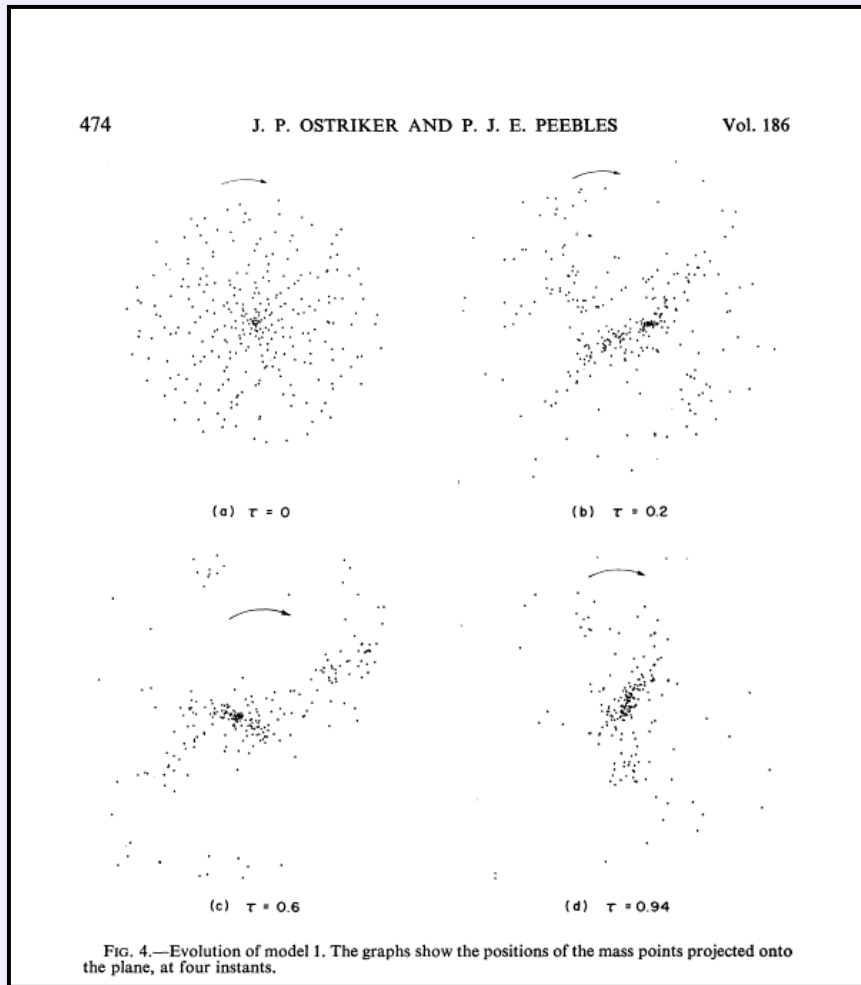 474 J. P. OSTRIKER AND P. J. E. PEEBLES Vol. 186
(a) τ = 0
(b) τ = 0.2
(c) τ = 0.6
(d) τ = 0.94
FIG. 4.—Evolution of model 1. The graphs show the positions of the mass points projected onto
the plane, at four instants.